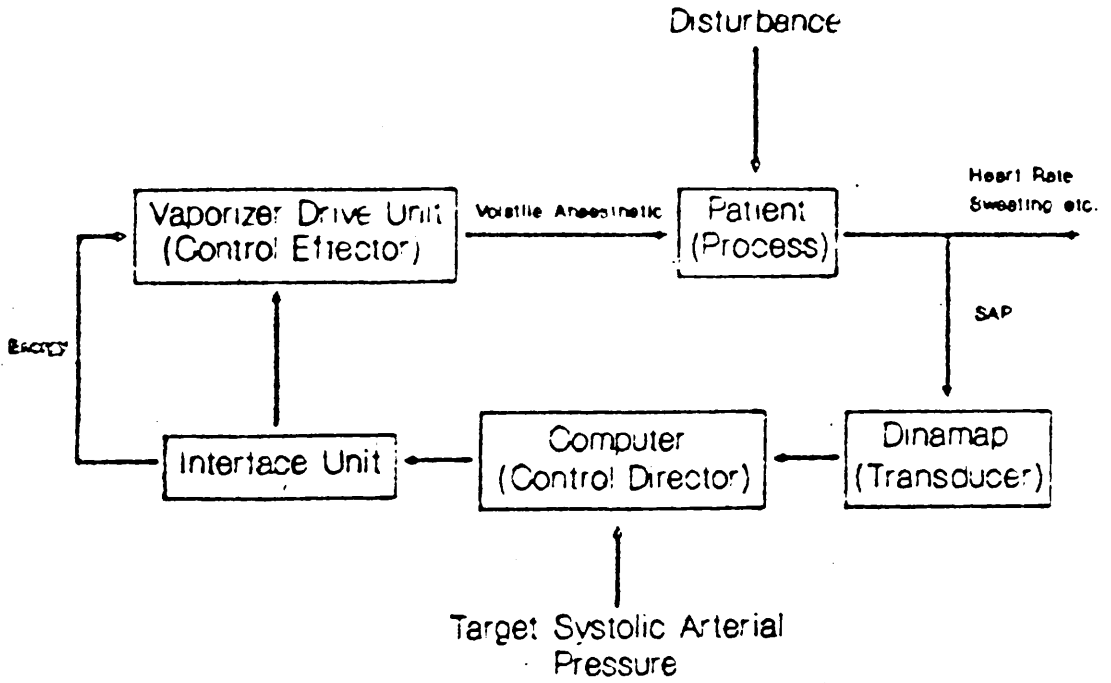 Disturbance
Heart Rate
Sweating etc.
Vaporizer Drive Unit
(Control Effector)
Volatile Anaesthetic
Patient
(Process)
SAP
Interface Unit
Computer
(Control Director)
Dinamap
(Transducer)
Target Systolic Arterial
Pressure